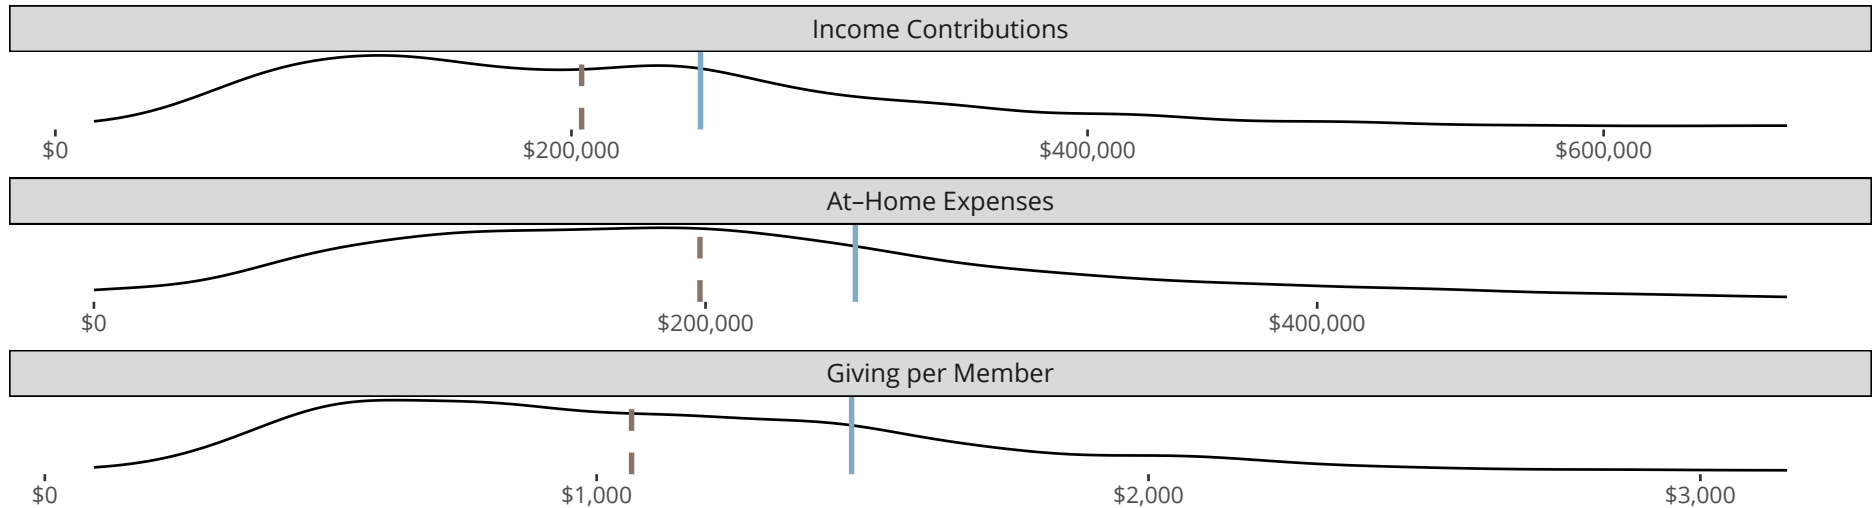 Income Contributions
$0 $200,000 $400,000 $600,000
At–Home Expenses
$0 $200,000 $400,000
Giving per Member
$0 $1,000 $2,000 $3,000